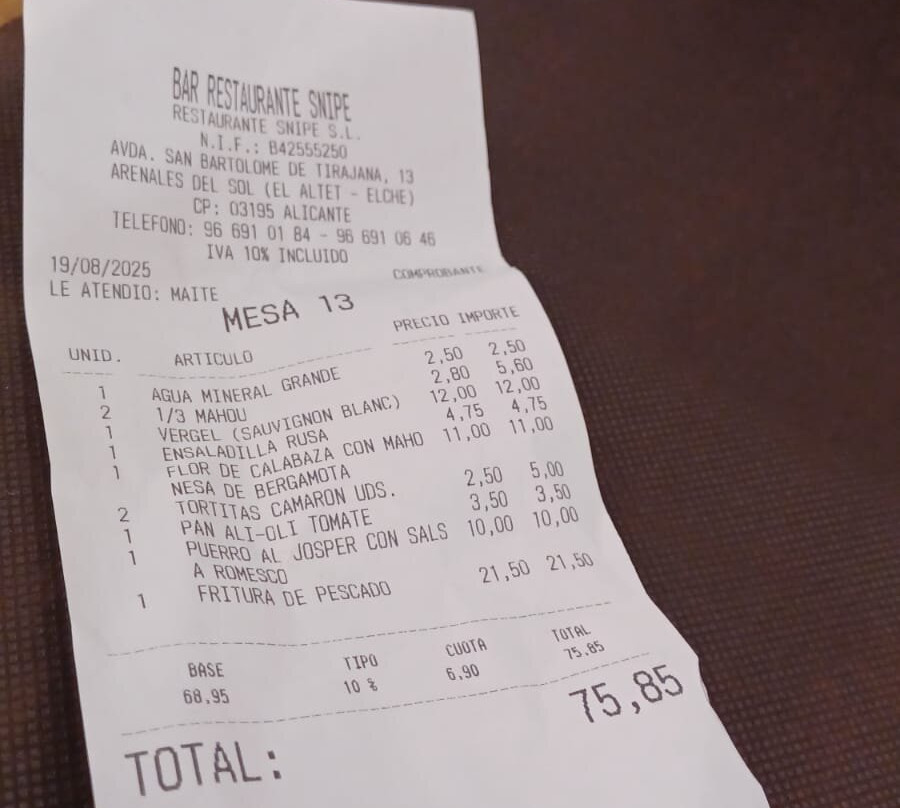 BAR RESTAURANTE SNIPE
RESTAURANTE SNIPE S.L.
N.I.F.: B42555250
AVDA. SAN BARTOLOME DE TIRAJANA, 13
ARENALES DEL SOL (EL ALTET - ELCHE)
CP: 03195 ALICANTE
TELEFONO: 96 691 01 84 - 96 691 06 46
IVA 10% INCLUIDO
19/08/2025 COMPROBANTE
LE ATENDIO: MAITE
MESA 13
UNID. ARTICULO PRECIO IMPORTE
1 AGUA MINERAL GRANDE 2,50 2,50
2 1/3 MAHOU 2,80 5,60
1 VERGEL (SAUVIGNON BLANC) 12,00 12,00
1 ENSALADILLA RUSA 4,75 4,75
1 FLOR DE CALABAZA CON MAHO 11,00 11,00
NESA DE BERGAMOTA
2 TORTITAS CAMARON UDS. 2,50 5,00
1 PAN ALI-OLI TOMATE 3,50 3,50
1 PUERRO AL JOSPER CON SALS 10,00 10,00
A ROMESCO
1 FRITURA DE PESCADO 21,50 21,50
BASE TIPO CUOTA TOTAL
68,95 10 % 6,90 75,85
TOTAL: 75,85